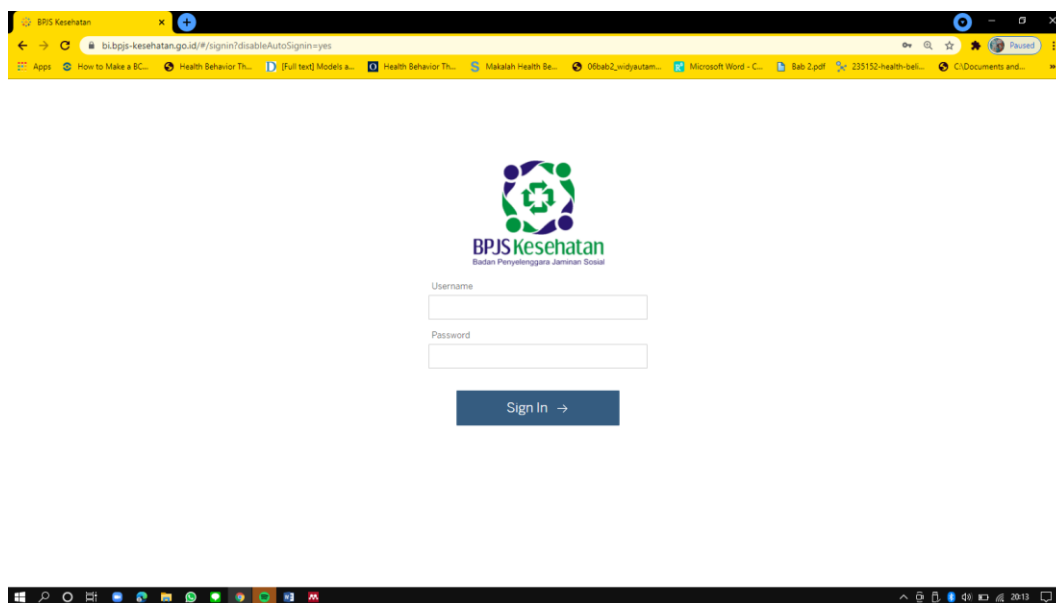 BPJS Kesehatan
bi.bpjs-kesehatan.go.id/#/signin?disableAutoSignin=yes
Paused
Apps
How to Make a BC...
Health Behavior Th...
[Full text] Models a...
Health Behavior Th...
Makalah Health Be...
06bab2_widyautam...
Microsoft Word - C...
Bab 2.pdf
235152-health-beli...
C:\Documents and...
BPJS Kesehatan
Badan Penyelenggara Jaminan Sosial
Username
Password
Sign In →
20:13